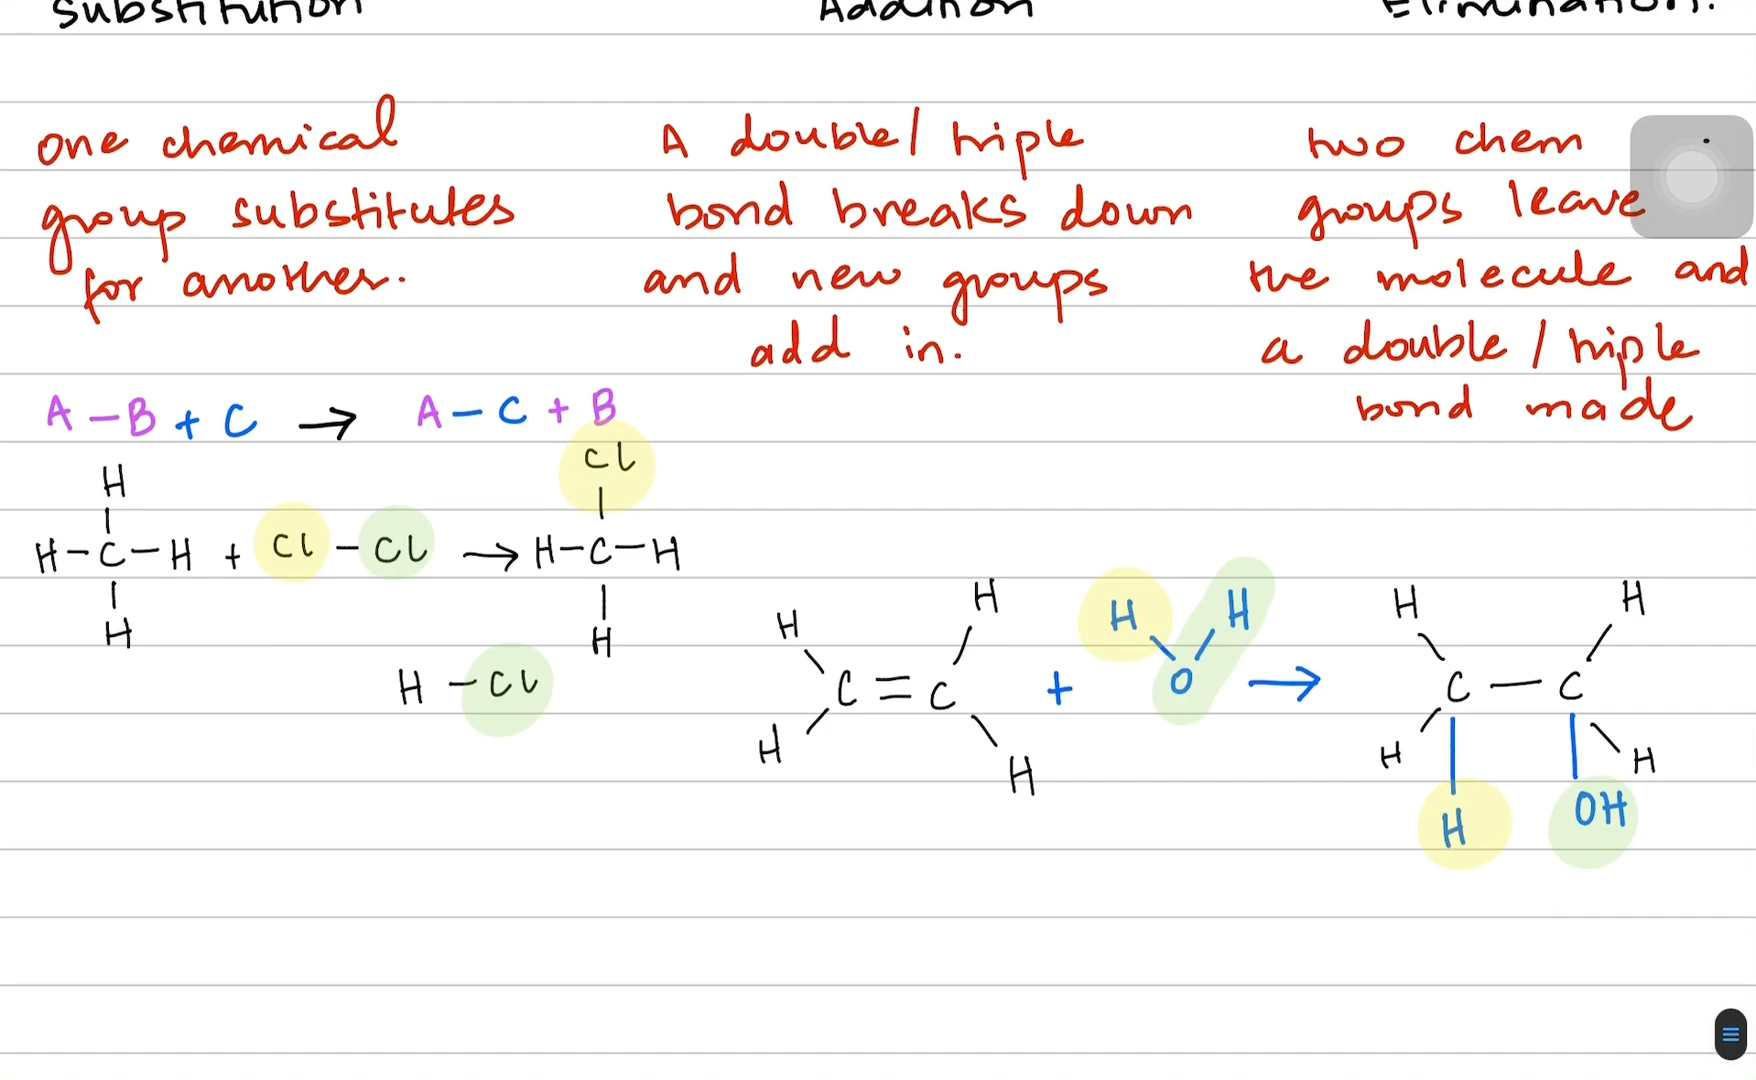 Substitution
Addition
Elimination.
one chemical
group substitutes
for another.
A double/ triple
bond breaks down
and new groups
add in.
two chem
groups leave
the molecule and
a double / triple
bond made
A – B + C → A – C + B
H
H – C – H + Cl – Cl →
H
Cl
H – C – H
H
H – Cl
H H
C = C
H H
+
H H
O
→
H H
C — C
H H
H OH